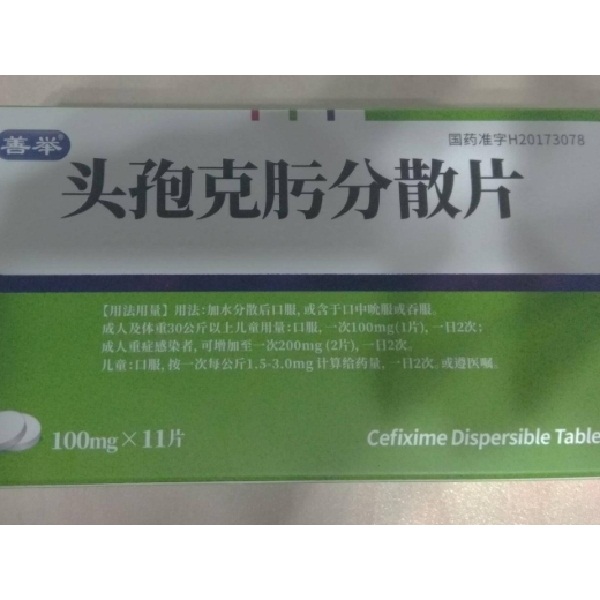 善举®
国药准字H20173078
头孢克肟分散片
【用法用量】用法:加水分散后口服,或含于口中吮服或吞服。
成人及体重30公斤以上儿童用量:口服,一次100mg(1片),一日2次;
成人重症感染者,可增加至一次200mg(2片),一日2次。
儿童:口服,按一次每公斤1.5-3.0mg计算给药量,一日2次。或遵医嘱。
100mg×11片
Cefixime Dispersible Table